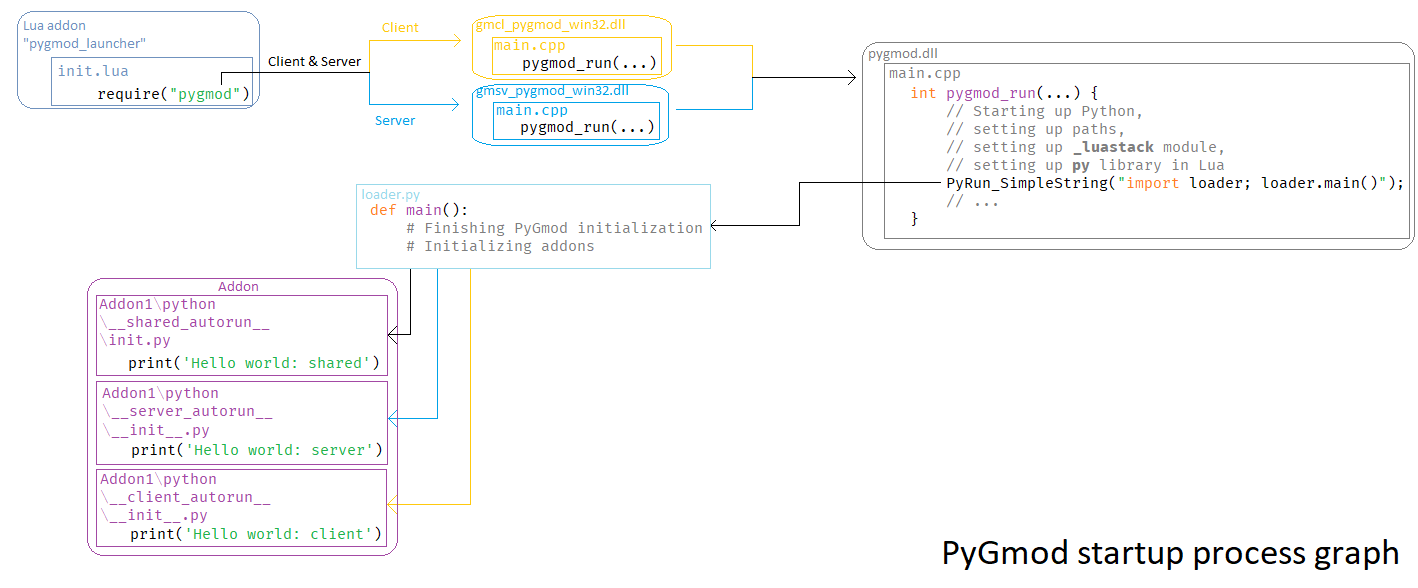 Lua addon
"pygmod_launcher"
init.lua
require("pygmod")
Client & Server
Client
Server
gmcl_pygmod_win32.dll
main.cpp
pygmod_run(...)
gmsv_pygmod_win32.dll
main.cpp
pygmod_run(...)
pygmod.dll
main.cpp
int pygmod_run(...) {
// Starting up Python,
// setting up paths,
// setting up _luastack module,
// setting up py library in Lua
PyRun_SimpleString("import loader; loader.main()");
// ...
}
loader.py
def main():
# Finishing PyGmod initialization
# Initializing addons
Addon
Addon1\python
\__shared_autorun__
\init.py
print('Hello world: shared')
Addon1\python
\__server_autorun__
\__init__.py
print('Hello world: server')
Addon1\python
\__client_autorun__
\__init__.py
print('Hello world: client')
PyGmod startup process graph